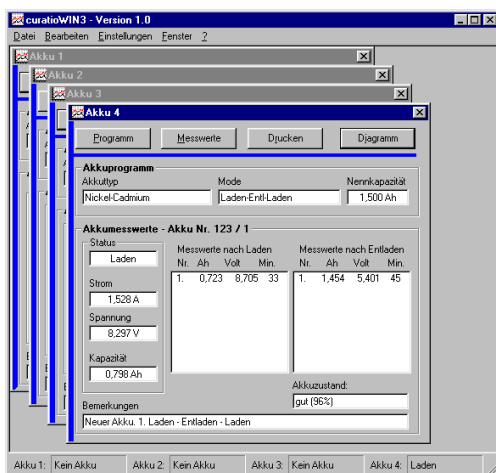 curatioWIN3 - Version 1.0
Datei Bearbeiten Einstellungen Fenster ?
Akku 1
Akku 2
Akku 3
Akku 4
Programm Messwerte Drucken Diagramm
Akkuprogramm
Akkuttyp Mode Nennkapazität
Nickel-Cadmium Laden-Entl-Laden 1,500 Ah
Akkumesswerte - Akku Nr. 123 / 1
Status
Laden
Messwerte nach Laden Messwerte nach Entladen
Nr. Ah Volt Min. Nr. Ah Volt Min.
1. 0,723 8,705 33 1. 1,454 5,401 45
Strom
1,528 A
Spannung
8,297 V
Kapazität
0,798 Ah
Akkuzustand:
gut (96%)
Bemerkungen
Neuer Akku. 1. Laden - Entladen - Laden
Akku 1: Kein Akku Akku 2: Kein Akku Akku 3: Kein Akku Akku 4: Laden